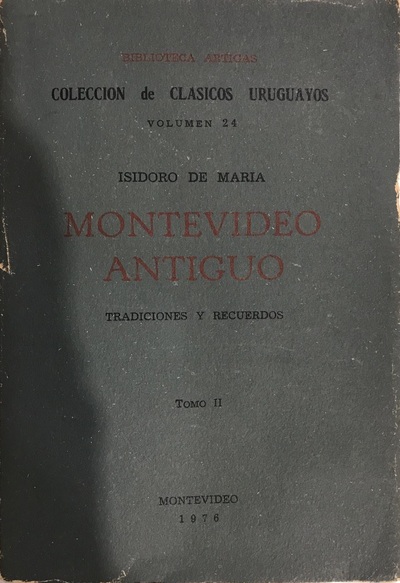 BIBLIOTECA ARTIGAS
COLECCION de CLASICOS URUGUAYOS
VOLUMEN 24
ISIDORO DE MARIA
MONTEVIDEO
ANTIGUO
TRADICIONES Y RECUERDOS
TOMO II
MONTEVIDEO
1976